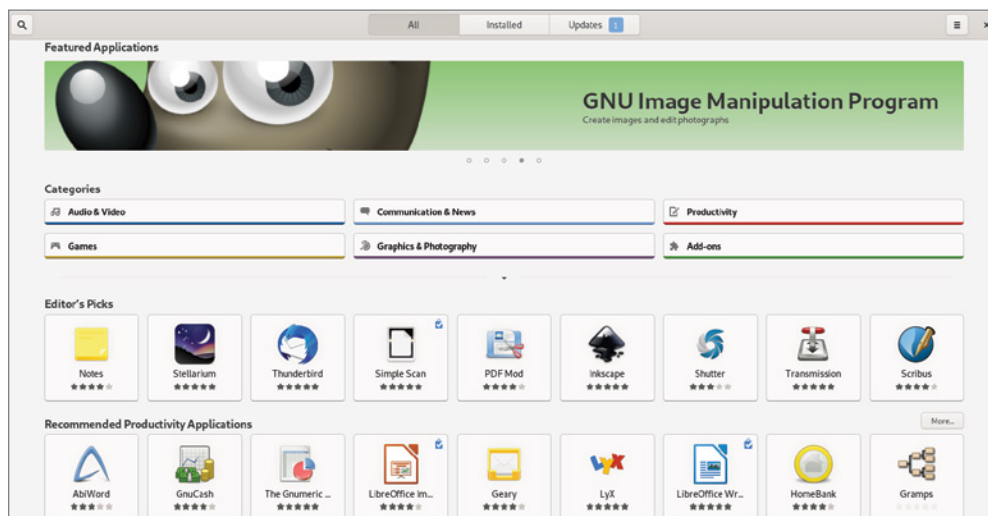 All Installed Updates 1
Featured Applications
GNU Image Manipulation Program
Create images and edit photographs
Categories
Audio & Video Communication & News Productivity
Games Graphics & Photography Add-ons
Editor's Picks
Notes Stellarium Thunderbird Simple Scan PDF Mod Inkscape Shutter Transmission Scribus
Recommended Productivity Applications More...
AbiWord GnuCash The Gnumeric ... LibreOffice Im... Geary LyX LibreOffice Wr... HomeBank Gramps